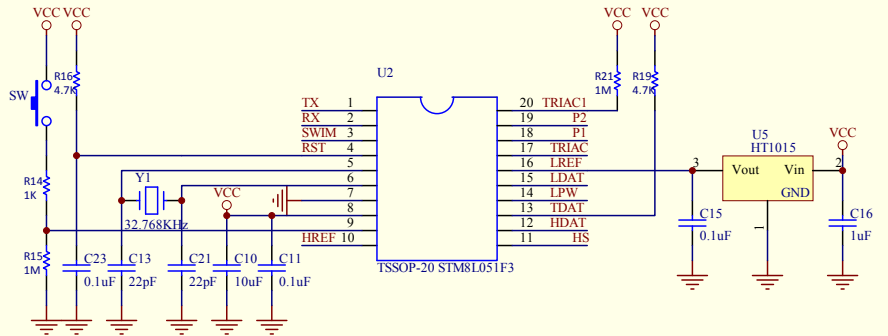 VCC VCC VCC VCC
U2
R16
4.7K
R21
1M
R19
4.7K
SW
TX 1 20 TRIAC1
RX 2 19 P2
SWIM 3 18 P1
RST 4 17 TRIAC
5 16 LREF
6 15 LDAT
7 14 LPW
8 13 TDAT
9 12 HDAT
HREF 10 11 HS
TSSOP-20 STM8L051F3
U5
HT1015
VCC
3 Vout Vin 2
GND
1
R14
1K
Y1
32.768KHz
VCC
R15
1M
C23
0.1uF
C13
22pF
C21
22pF
C10
10uF
C11
0.1uF
C15
0.1uF
C16
1uF